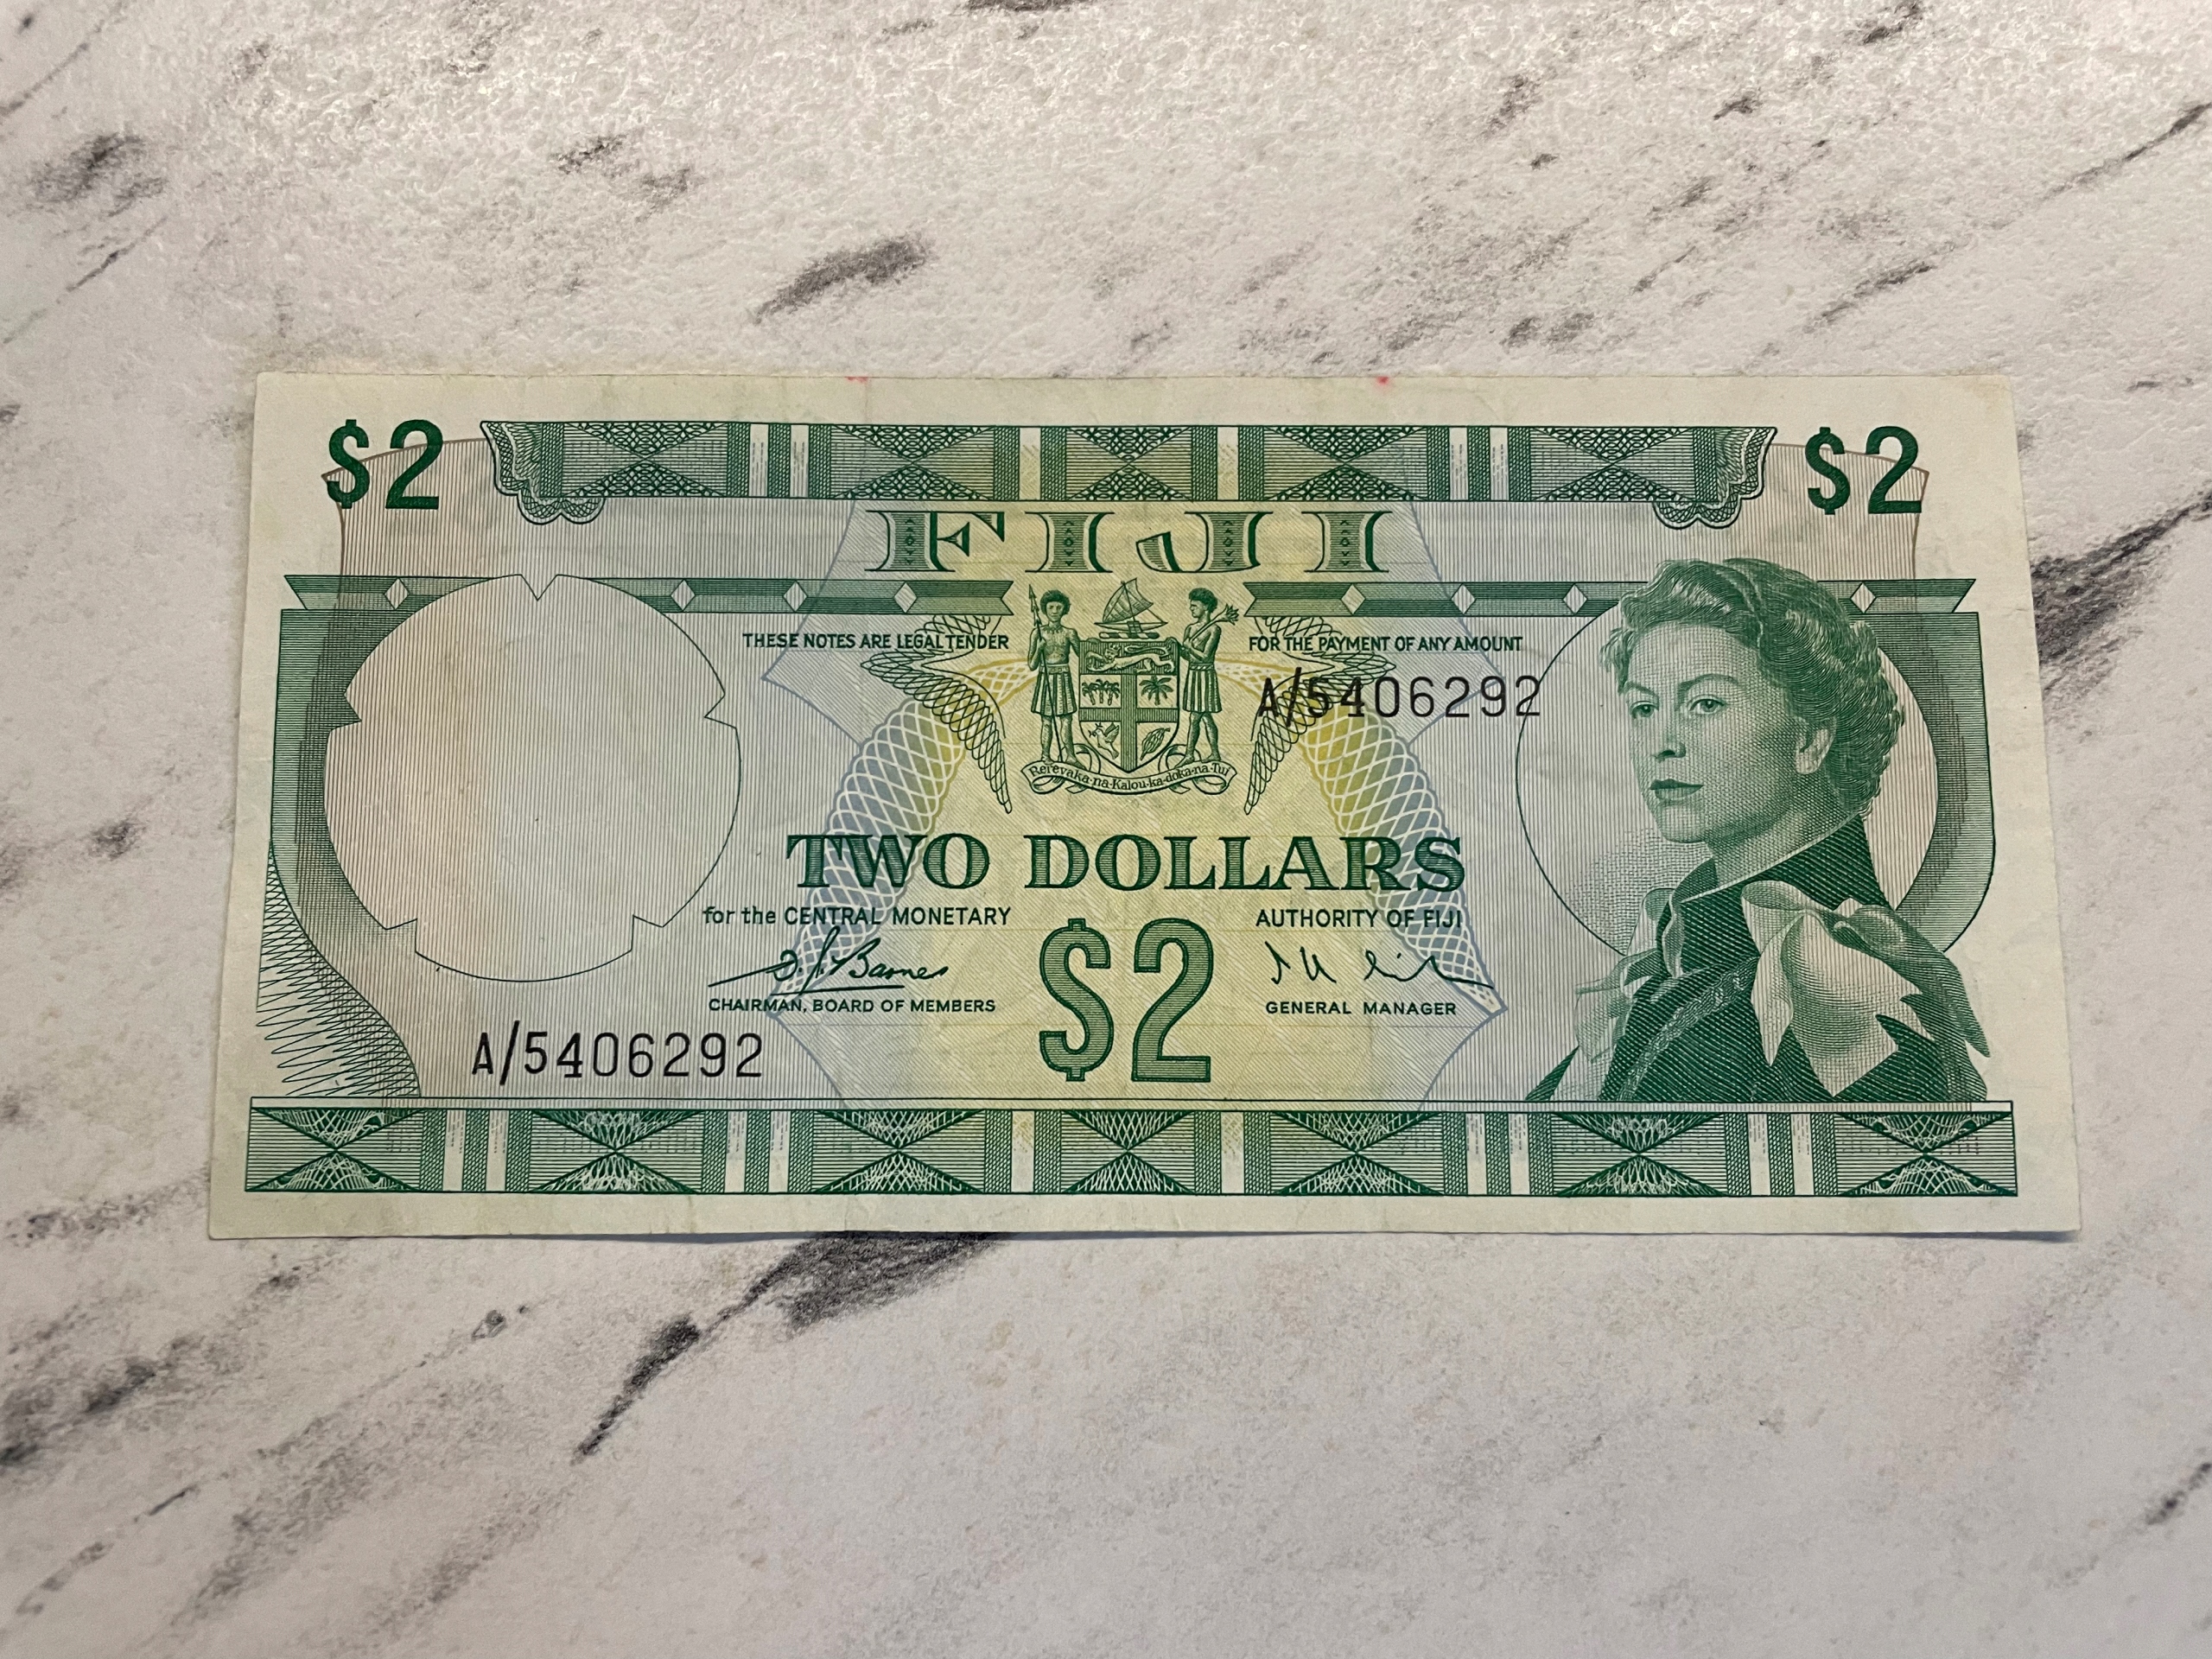 $2 $2
FIJI
THESE NOTES ARE LEGAL TENDER FOR THE PAYMENT OF ANY AMOUNT
A/5406292
Rerevaka·na·Kalou·ka·doka·na·Tui
TWO DOLLARS
for the CENTRAL MONETARY AUTHORITY OF FIJI
D. J. Barnes
CHAIRMAN, BOARD OF MEMBERS GENERAL MANAGER
$2
A/5406292